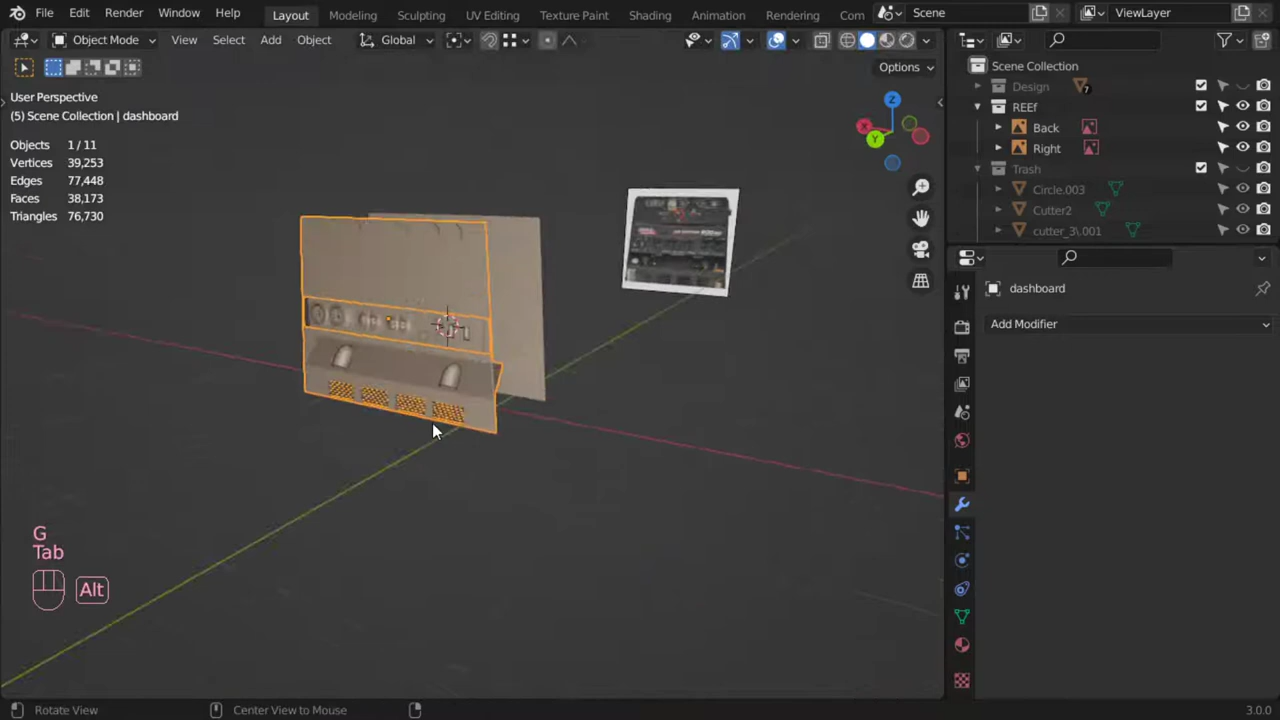 File Edit Render Window Help Layout Modeling Sculpting UV Editing Texture Paint Shading Animation Rendering Com Scene ViewLayer
Object Mode View Select Add Object Global
Options
User Perspective
(5) Scene Collection | dashboard
Objects 1 / 11
Vertices 39,253
Edges 77,448
Faces 38,173
Triangles 76,730
Z
X
Y
G
Tab
Alt
Scene Collection
Design 7
REEf
Back
Right
Trash
Circle.003
Cutter2
cutter_3\.001
dashboard
Add Modifier
Rotate View Center View to Mouse 3.0.0